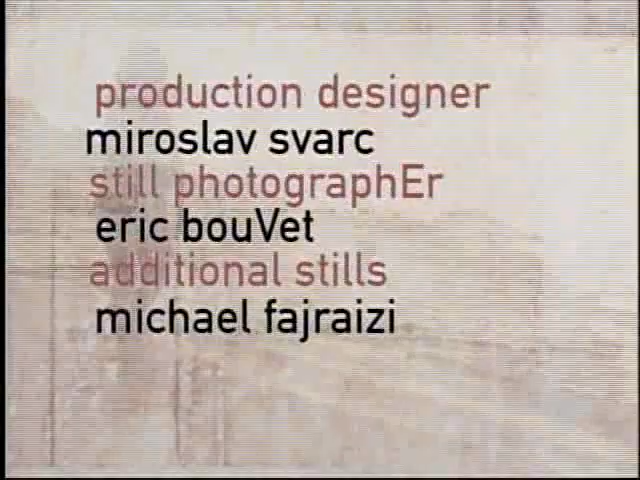 production designer
miroslav svarc
still photographEr
eric bouVet
additional stills
michael fajraizi